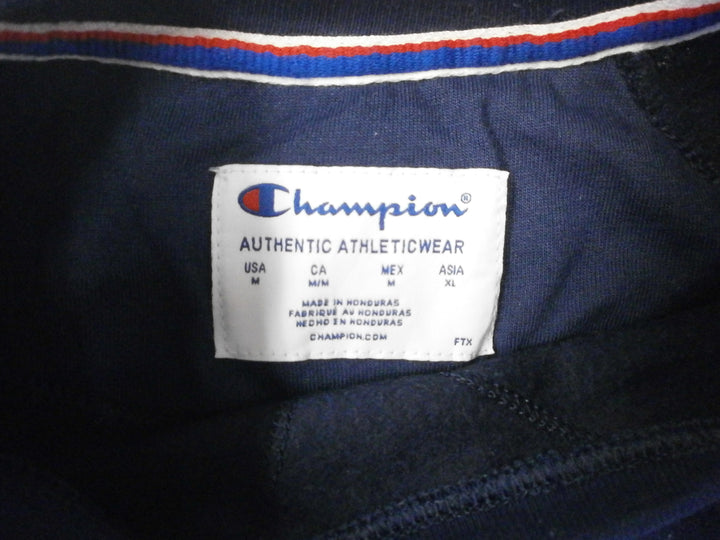 Champion®
AUTHENTIC ATHLETICWEAR
USA CA MEX ASIA
M M/M M XL
MADE IN HONDURAS
FABRIQUÉ AU HONDURAS
HECHO EN HONDURAS
CHAMPION.COM
FTX